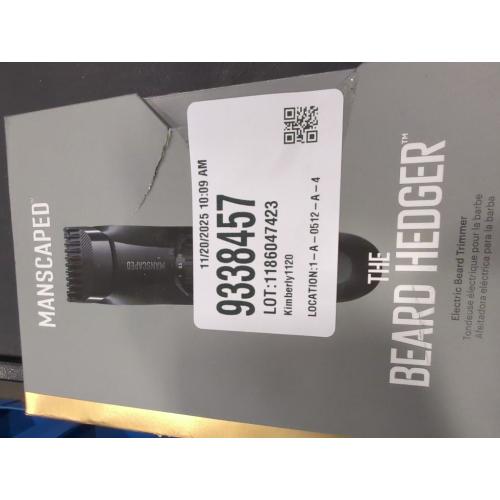 MANSCAPED™
MANSCAPED
11/20/2025 10:09 AM
9338457
LOT:1186047423
Kimberly1120
LOCATION:1-A-0512-A-4
THE
BEARD HEDGER™
Electric Beard Trimmer
Tondeuse électrique pour la barbe
Afeitadora eléctrica para la barba